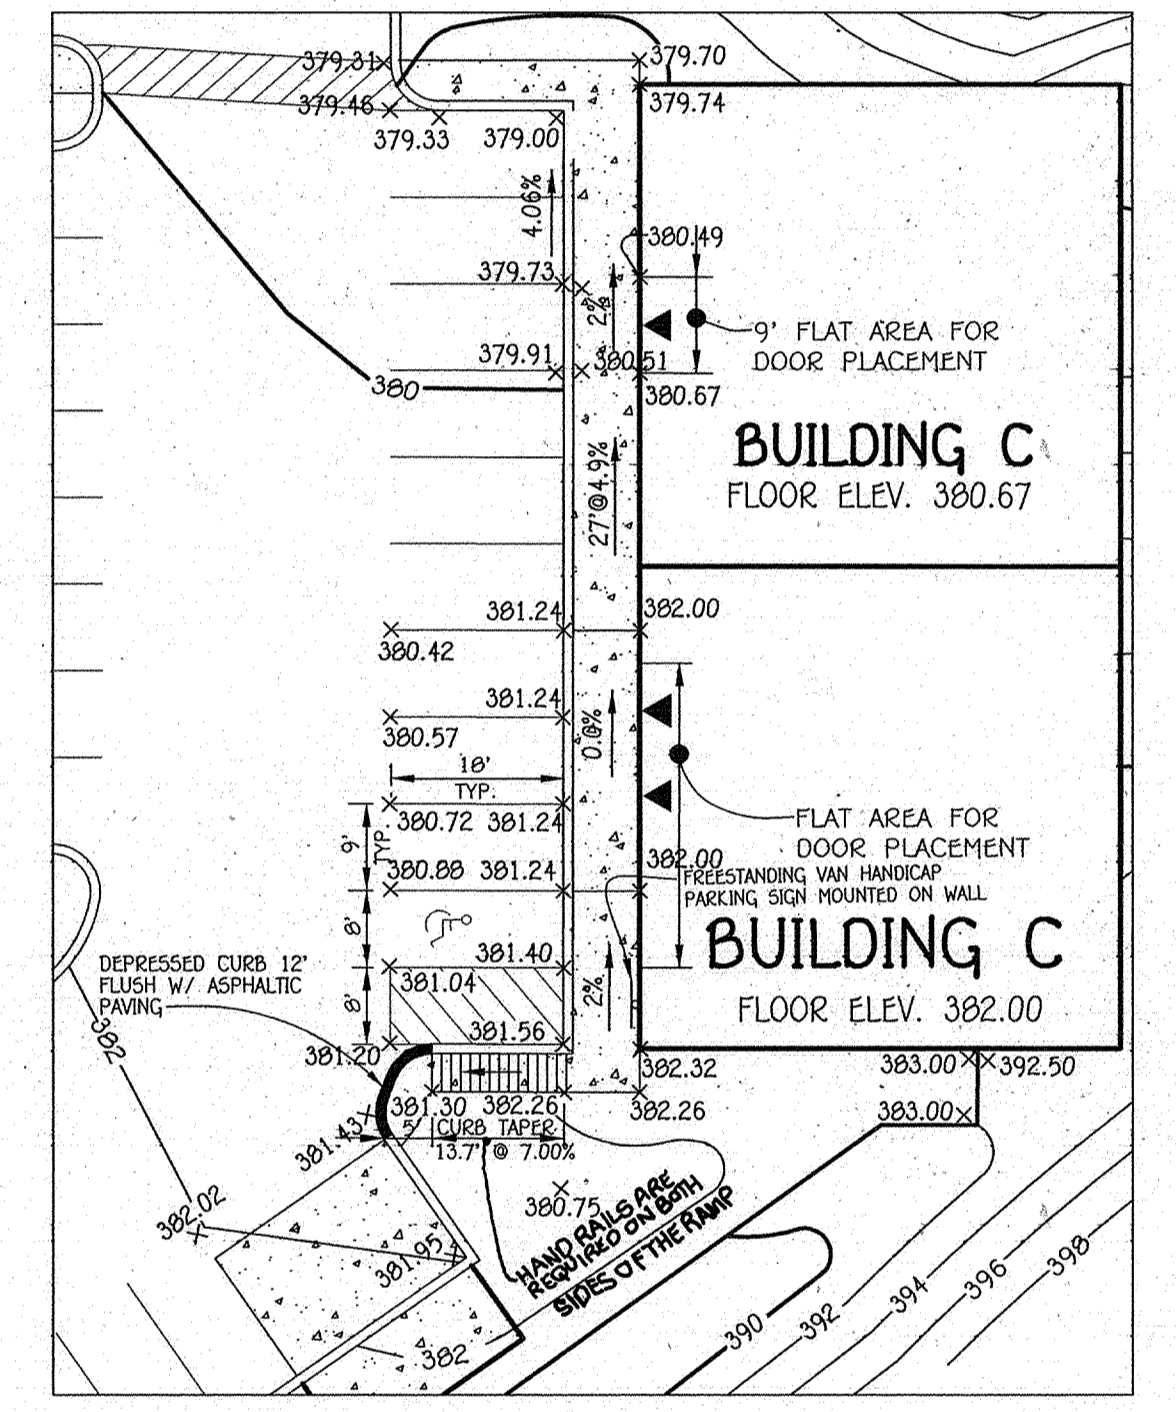 379.31
379.70
379.46
379.74
379.33
379.00
4.06%
380.49
379.73
2%
9' FLAT AREA FOR
DOOR PLACEMENT
379.91
380.51
380
380.67
BUILDING C
FLOOR ELEV. 380.67
27'@4.9%
381.24
382.00
380.42
381.24
380.57
0.0%
18'
TYP.
380.72
381.24
9'
TYP.
FLAT AREA FOR
DOOR PLACEMENT
382.00
380.88
381.24
FREESTANDING VAN HANDICAP
PARKING SIGN MOUNTED ON WALL
8'
381.40
BUILDING C
FLOOR ELEV. 382.00
DEPRESSED CURB 12'
FLUSH W/ ASPHALTIC
PAVING
381.04
8'
2%
381.56
382
381.20
382.32
383.00
392.50
381.30
382.26
382.26
383.00
381.43
5'
CURB TAPER
13.7' @ 7.00%
382.02
380.75
HAND RAILS ARE
REQUIRED ON BOTH
SIDES OF THE RAMP
381.95
382
390
392
394
396
398